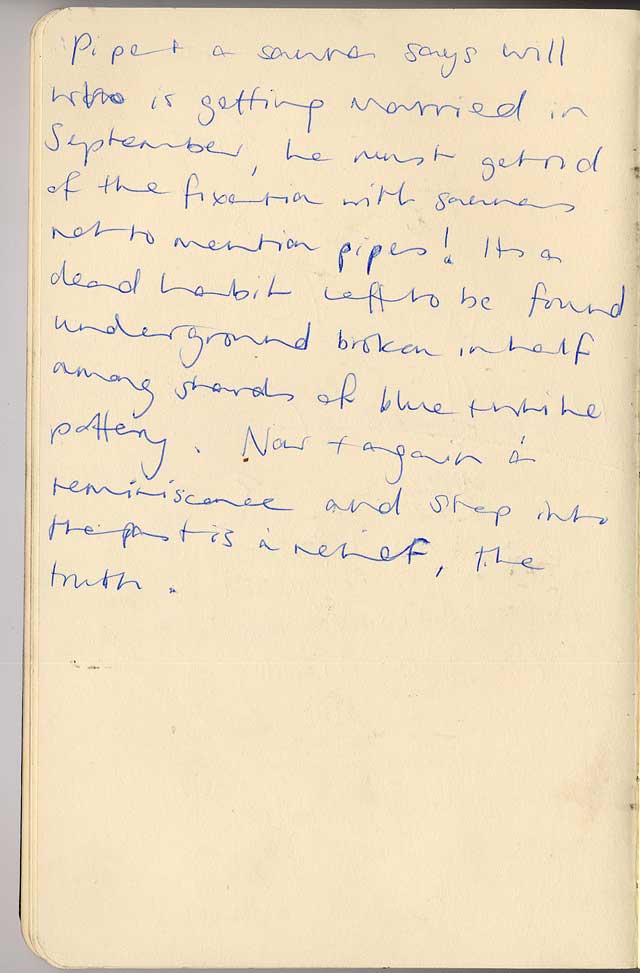 Pipe + a sauna says will
who is getting married in
September, he must get rid
of the fixation with saunas
not to mention pipes! Its a
dead habit left to be found
underground broken in half
among shards of blue + white
pottery. Now + again a
reminiscence and step into
the past is a relief, the
truth.